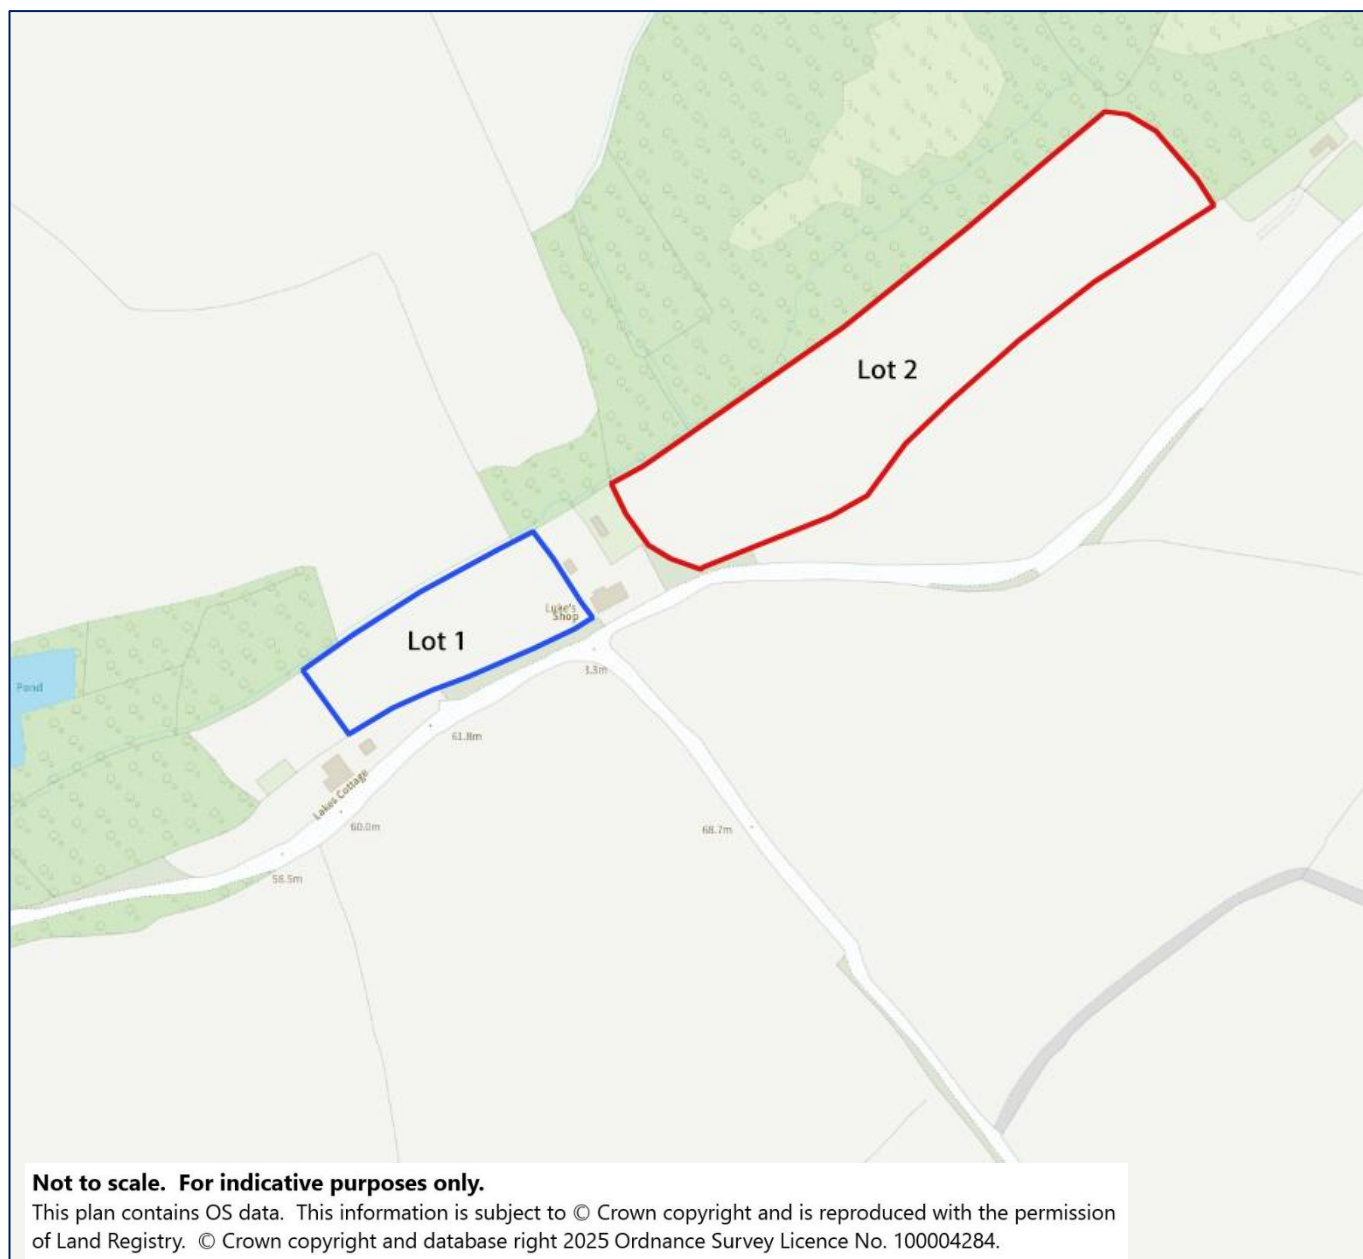 Lot 2
Luke's
Shop
Lot 1
3.3m
Pond
61.8m
Lakes Cottage
60.0m
68.7m
58.5m
Not to scale. For indicative purposes only.
This plan contains OS data. This information is subject to © Crown copyright and is reproduced with the permission
of Land Registry. © Crown copyright and database right 2025 Ordnance Survey Licence No. 100004284.